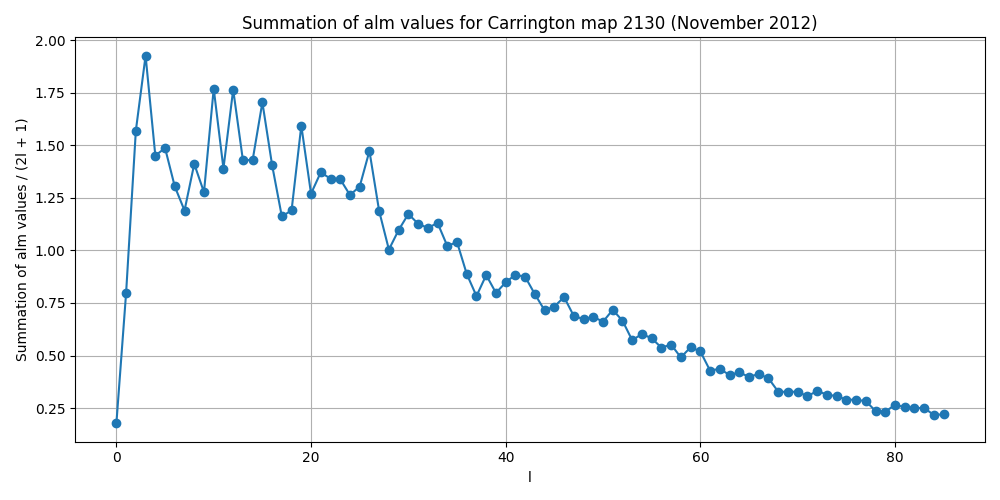 Summation of alm values for Carrington map 2130 (November 2012)
Summation of alm values / (2l + 1)
2.00
1.75
1.50
1.25
1.00
0.75
0.50
0.25
0 20 40 60 80
l